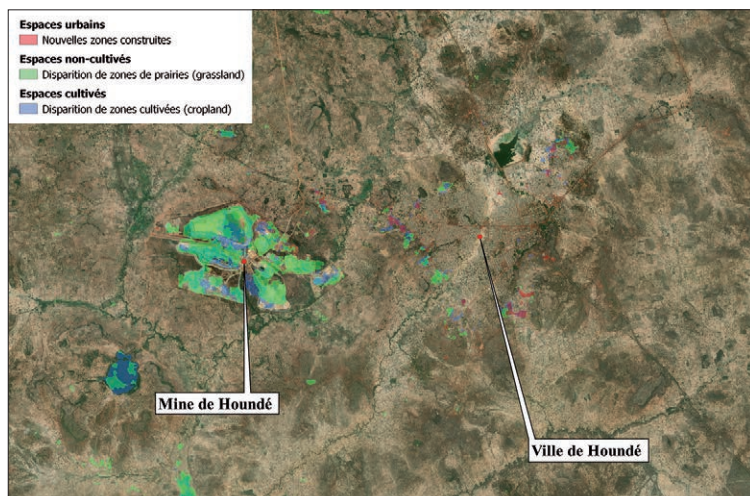 Espaces urbains
Nouvelles zones construites
Espaces non-cultivés
Disparition de zones de prairies (grassland)
Espaces cultivés
Disparition de zones cultivées (cropland)
Mine de Houndé
Ville de Houndé